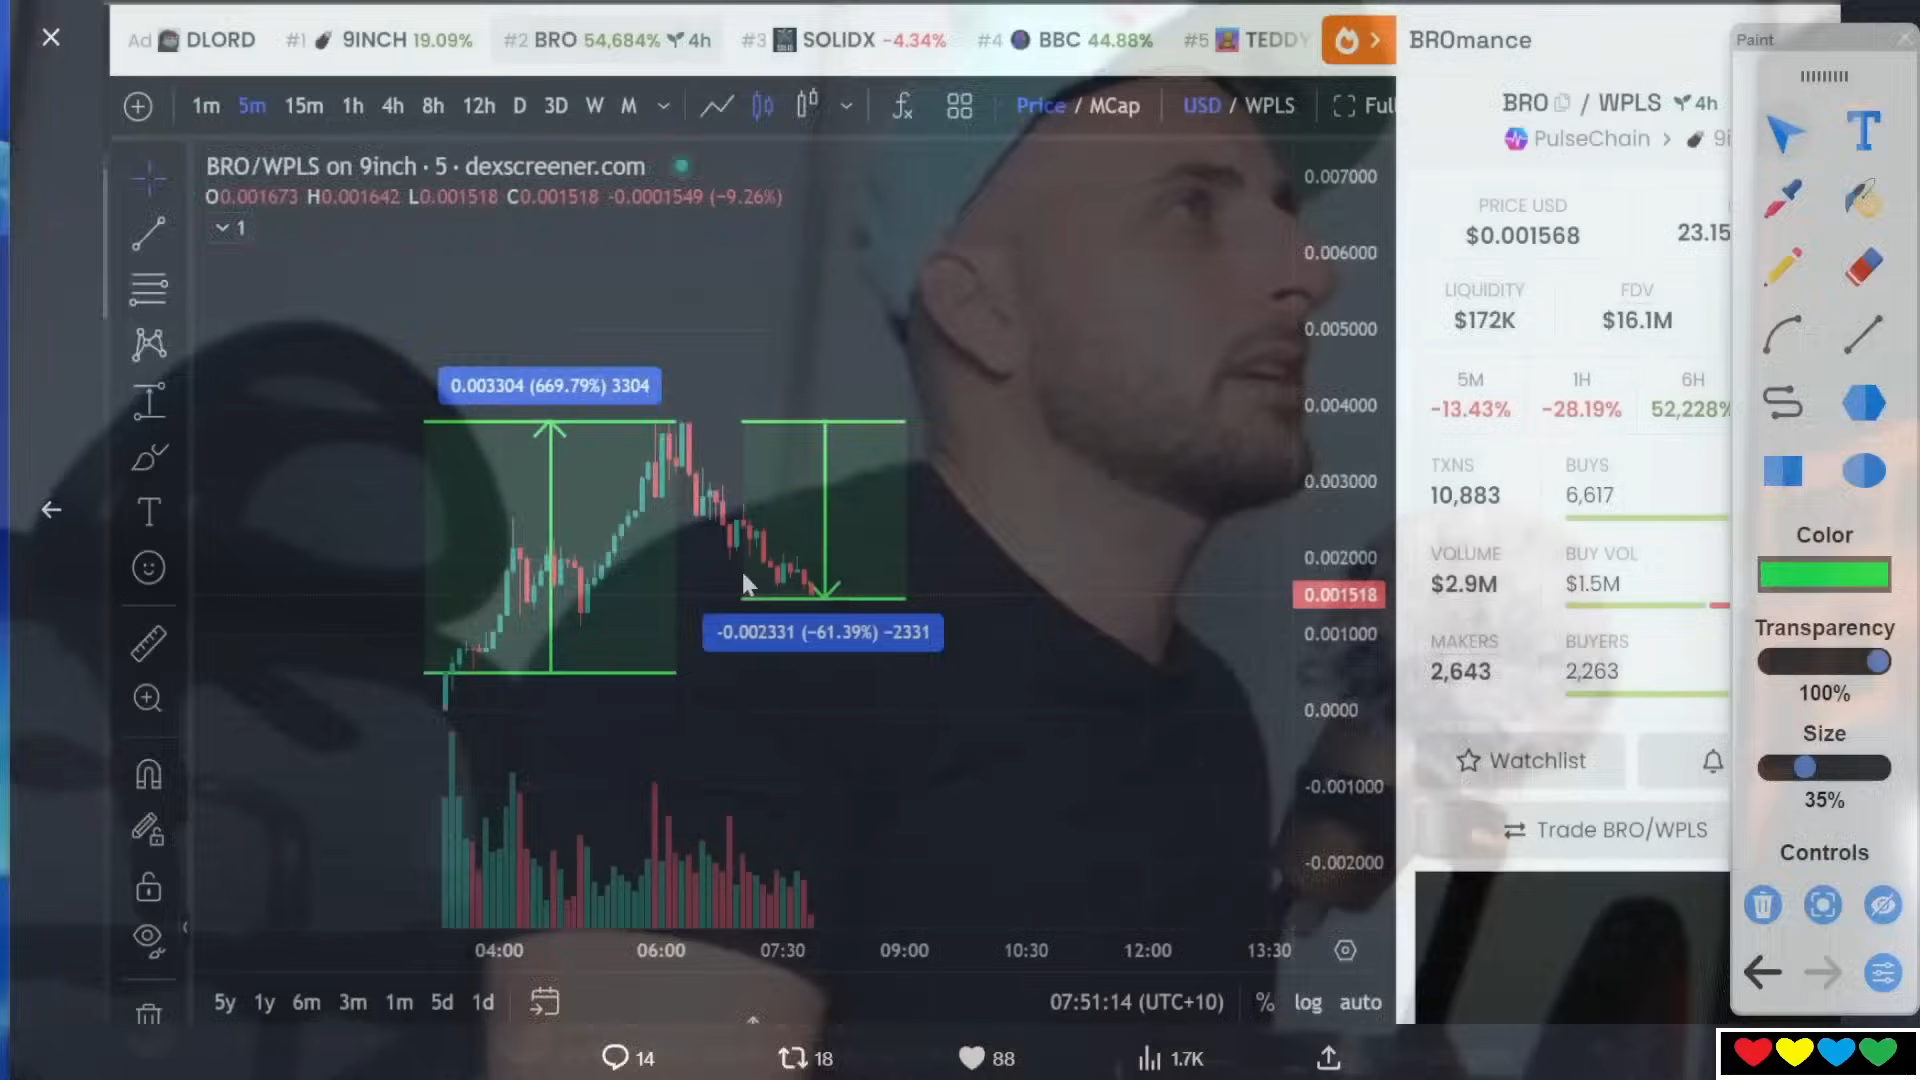 Ad DLORD #1 9INCH 19.09% #2 BRO 54,684% 4h #3 SOLIDX -4.34% #4 BBC 44.88% #5 TEDDY
BROmance
Paint
1m 5m 15m 1h 4h 8h 12h D 3D W M Price / MCap USD / WPLS
BRO / WPLS 4h
PulseChain >
BRO/WPLS on 9inch · 5 · dexscreener.com
O0.001673 H0.001642 L0.001518 C0.001518 -0.0001549 (−9.26%)
1
0.007000
0.006000
0.005000
0.004000
0.003000
0.002000
0.001518
0.001000
0.0000
-0.001000
-0.002000
0.003304 (669.79%) 3304
-0.002331 (−61.39%) −2331
04:00 06:00 07:30 09:00 10:30 12:00 13:30
5y 1y 6m 3m 1m 5d 1d
07:51:14 (UTC+10) % log auto
PRICE USD
$0.001568 23.15
LIQUIDITY FDV
$172K $16.1M
5M 1H 6H
-13.43% -28.19% 52,228%
TXNS BUYS
10,883 6,617
VOLUME BUY VOL
$2.9M $1.5M
MAKERS BUYERS
2,643 2,263
Watchlist
Trade BRO/WPLS
T
Color
Transparency
100%
Size
35%
Controls
14 18 88 1.7K